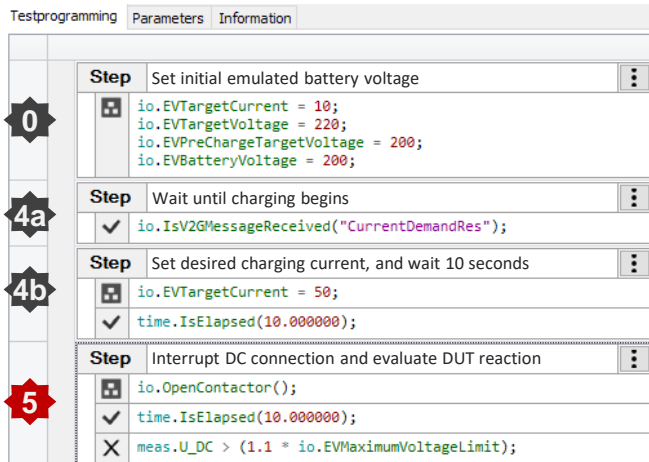 Testprogramming Parameters Information
Step Set initial emulated battery voltage
0
io.EVTargetCurrent = 10;
io.EVTargetVoltage = 220;
io.EVPreChargeTargetVoltage = 200;
io.EVBatteryVoltage = 200;
4a
Step Wait until charging begins
io.IsV2GMessageReceived("CurrentDemandRes");
4b
Step Set desired charging current, and wait 10 seconds
io.EVTargetCurrent = 50;
time.IsElapsed(10.000000);
5
Step Interrupt DC connection and evaluate DUT reaction
io.OpenContactor();
time.IsElapsed(10.000000);
meas.U_DC > (1.1 * io.EVMaximumVoltageLimit);